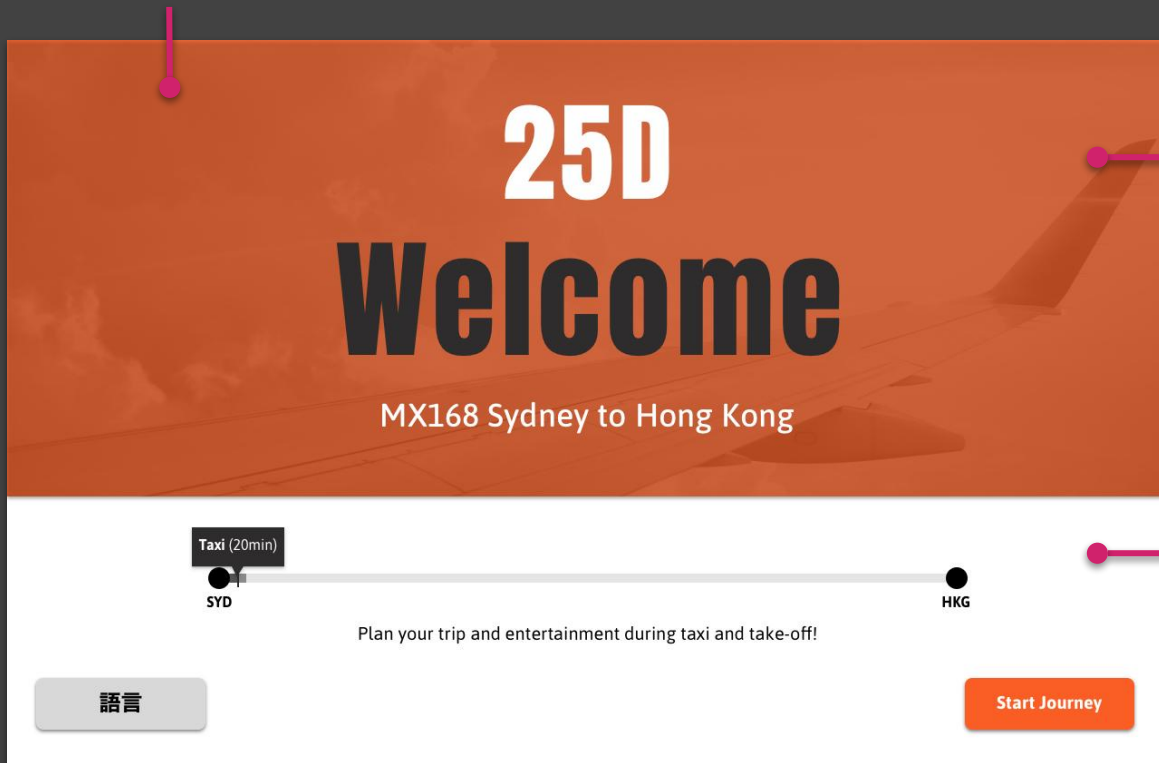 25D
Welcome
MX168 Sydney to Hong Kong
Taxi (20min)
SYD
HKG
Plan your trip and entertainment during taxi and take-off!
語言
Start Journey